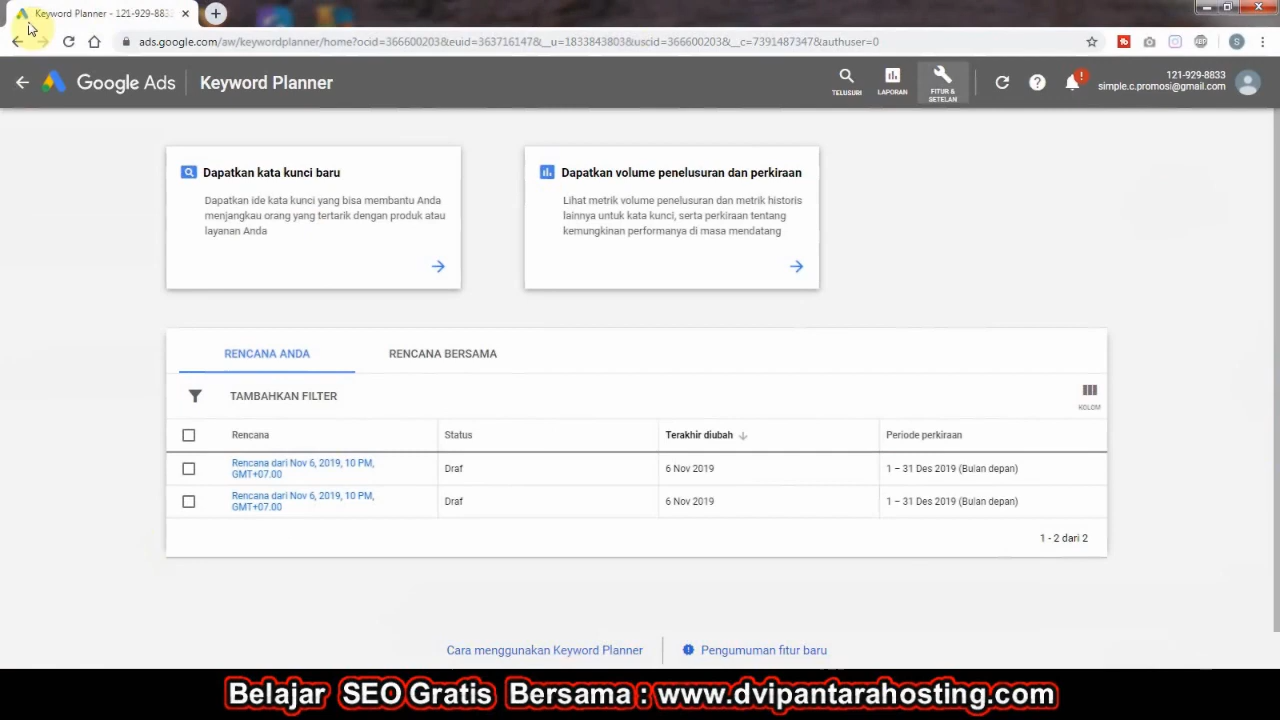 Keyword Planner - 121-929-883
ads.google.com/aw/keywordplanner/home?ocid=366600203&euid=363716147&__u=1833843803&uscid=366600203&__c=7391487347&authuser=0
Google Ads
Keyword Planner
TELUSURI
LAPORAN
FITUR &
SETELAN
121-929-8833
simple.c.promosi@gmail.com
Dapatkan kata kunci baru
Dapatkan ide kata kunci yang bisa membantu Anda
menjangkau orang yang tertarik dengan produk atau
layanan Anda
Dapatkan volume penelusuran dan perkiraan
Lihat metrik volume penelusuran dan metrik historis
lainnya untuk kata kunci, serta perkiraan tentang
kemungkinan performanya di masa mendatang
RENCANA ANDA
RENCANA BERSAMA
TAMBAHKAN FILTER
KOLOM
Rencana Status Terakhir diubah Periode perkiraan
Rencana dari Nov 6, 2019, 10 PM,
GMT+07.00
Draf 6 Nov 2019 1 – 31 Des 2019 (Bulan depan)
Rencana dari Nov 6, 2019, 10 PM,
GMT+07.00
Draf 6 Nov 2019 1 – 31 Des 2019 (Bulan depan)
1 - 2 dari 2
Cara menggunakan Keyword Planner
Pengumuman fitur baru
Belajar SEO Gratis Bersama : www.dvipantarahosting.com